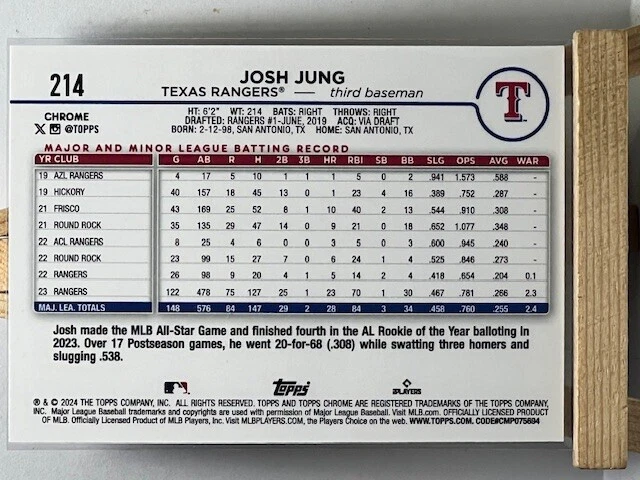 214
JOSH JUNG
TEXAS RANGERS® — third baseman
T
CHROME
X @TOPPS
HT: 6'2" WT: 214 BATS: RIGHT THROWS: RIGHT
DRAFTED: RANGERS #1-JUNE, 2019 ACQ: VIA DRAFT
BORN: 2-12-98, SAN ANTONIO, TX HOME: SAN ANTONIO, TX
MAJOR AND MINOR LEAGUE BATTING RECORD
YR CLUB G AB R H 2B 3B HR RBI SB BB SLG OPS AVG WAR
19 AZL RANGERS 4 17 5 10 1 1 1 5 0 2 .941 1.573 .588 -
19 HICKORY 40 157 18 45 13 0 1 23 4 16 .389 .752 .287 -
21 FRISCO 43 169 25 52 8 1 10 40 2 13 .544 .910 .308 -
21 ROUND ROCK 35 135 29 47 14 0 9 21 0 18 .652 1.077 .348 -
22 ACL RANGERS 8 25 4 6 0 0 3 5 0 3 .600 .945 .240 -
22 ROUND ROCK 23 99 15 27 7 0 6 24 1 4 .525 .846 .273 -
22 RANGERS 26 98 9 20 4 1 5 14 2 4 .418 .654 .204 0.1
23 RANGERS 122 478 75 127 25 1 23 70 1 30 .467 .781 .266 2.3
MAJ. LEA. TOTALS 148 576 84 147 29 2 28 84 3 34 .458 .760 .255 2.4
Josh made the MLB All-Star Game and finished fourth in the AL Rookie of the Year balloting in
2023. Over 17 Postseason games, he went 20-for-68 (.308) while swatting three homers and
slugging .538.
Topps
PLAYERS
® & © 2024 THE TOPPS COMPANY, INC. ALL RIGHTS RESERVED. TOPPS AND TOPPS CHROME ARE REGISTERED TRADEMARKS OF THE TOPPS COMPANY,
INC. Major League Baseball trademarks and copyrights are used with permission of Major League Baseball. Visit MLB.com. OFFICIALLY LICENSED PRODUCT
OF MLB. Officially Licensed Product of MLB Players, Inc. Visit MLBPLAYERS.COM, the Players Choice on the web. WWW.TOPPS.COM. CODE#CMP075694